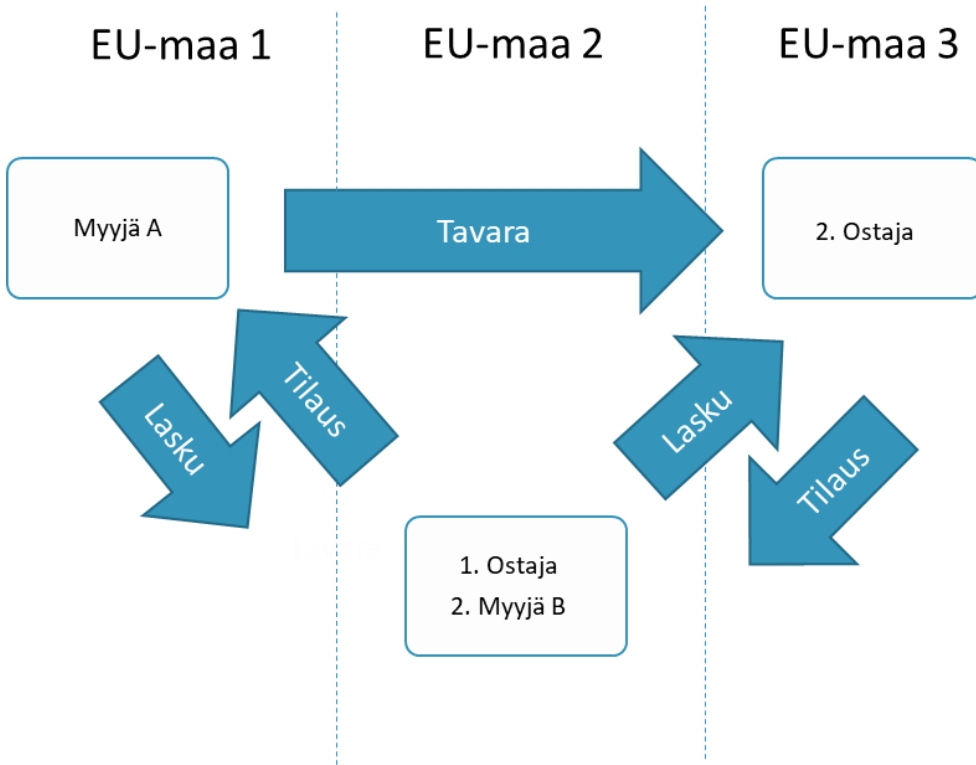 EU-maa 1
EU-maa 2
EU-maa 3
Myyjä A
Tavara
2. Ostaja
Lasku
Tilaus
Lasku
Tilaus
1. Ostaja
2. Myyjä B